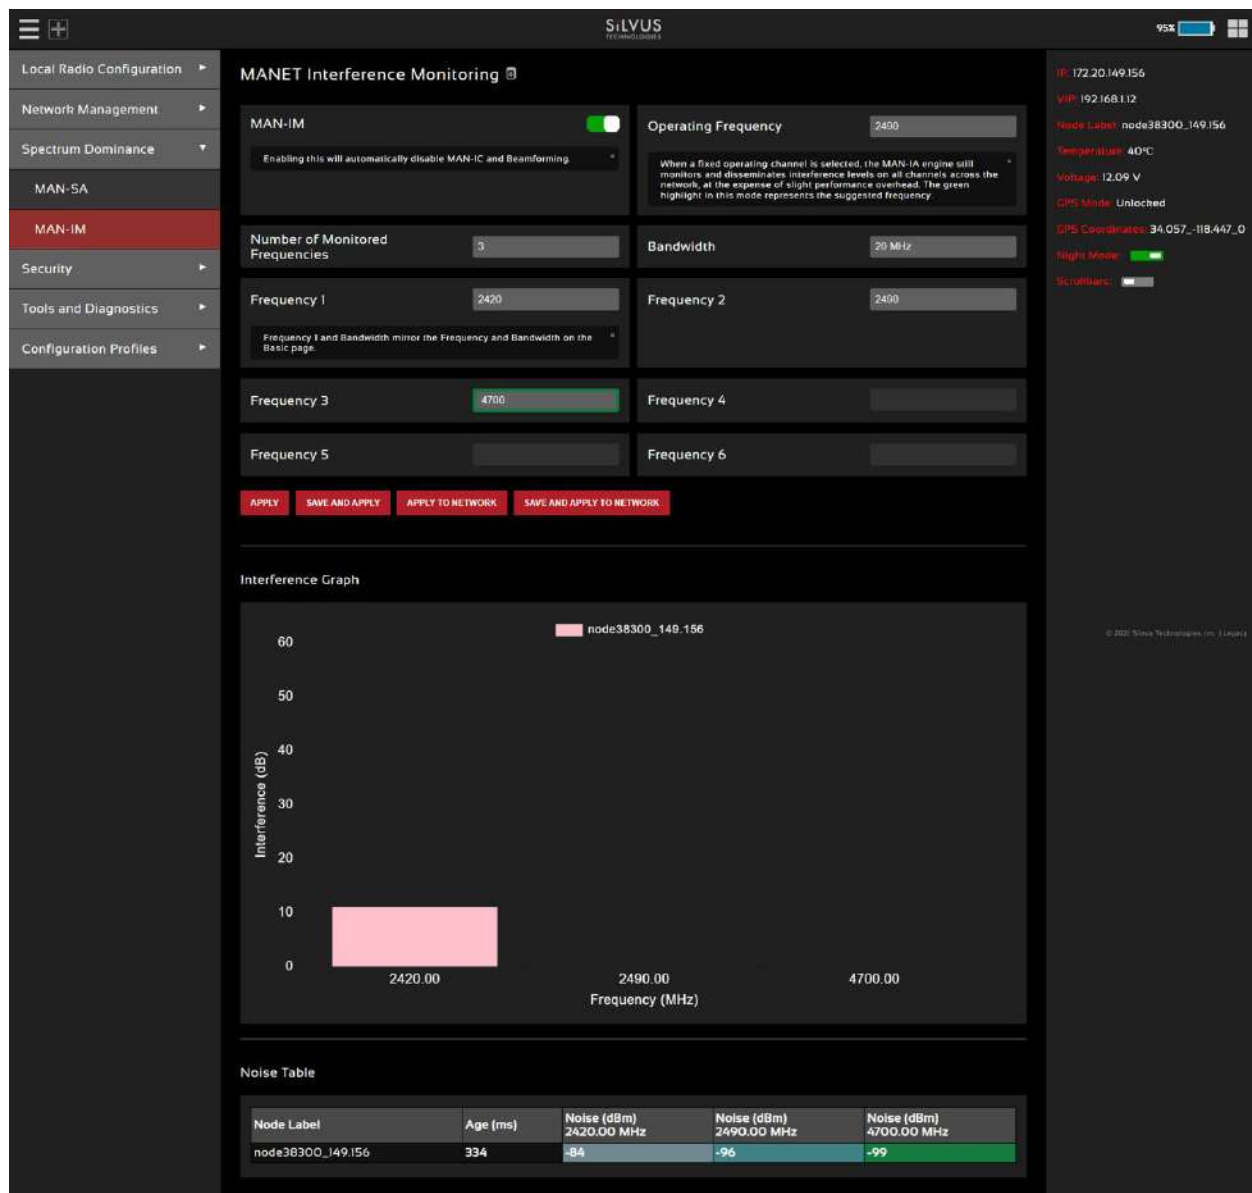 SiLVUS
TECHNOLOGIES
95%
Local Radio Configuration
Network Management
Spectrum Dominance
MAN-SA
MAN-IM
Security
Tools and Diagnostics
Configuration Profiles
MANET Interference Monitoring
MAN-IM
Enabling this will automatically disable MAN-IC and Beamforming.
Operating Frequency
2490
When a fixed operating channel is selected, the MAN-IA engine still
monitors and disseminates interference levels on all channels across the
network, at the expense of slight performance overhead. The green
highlight in this mode represents the suggested frequency.
Number of Monitored
Frequencies
3
Bandwidth
20 MHz
Frequency 1
2420
Frequency 1 and Bandwidth mirror the Frequency and Bandwidth on the
Basic page.
Frequency 2
2490
Frequency 3
4700
Frequency 4
Frequency 5
Frequency 6
APPLY
SAVE AND APPLY
APPLY TO NETWORK
SAVE AND APPLY TO NETWORK
IP: 172.20.149.156
VIP: 192.168.1.12
Node Label: node38300_149.156
Temperature: 40°C
Voltage: 12.09 V
GPS Mode: Unlocked
GPS Coordinates: 34.057_-118.447_0
Night Mode:
Scrollbars:
Interference Graph
node38300_149.156
60
50
40
30
20
10
0
Interference (dB)
2420.00 2490.00 4700.00
Frequency (MHz)
Silvus Technologies, Inc. | Legacy
Noise Table
Node Label Age (ms) Noise (dBm) 2420.00 MHz Noise (dBm) 2490.00 MHz Noise (dBm) 4700.00 MHz
node38300_149.156 334 -84 -96 -99